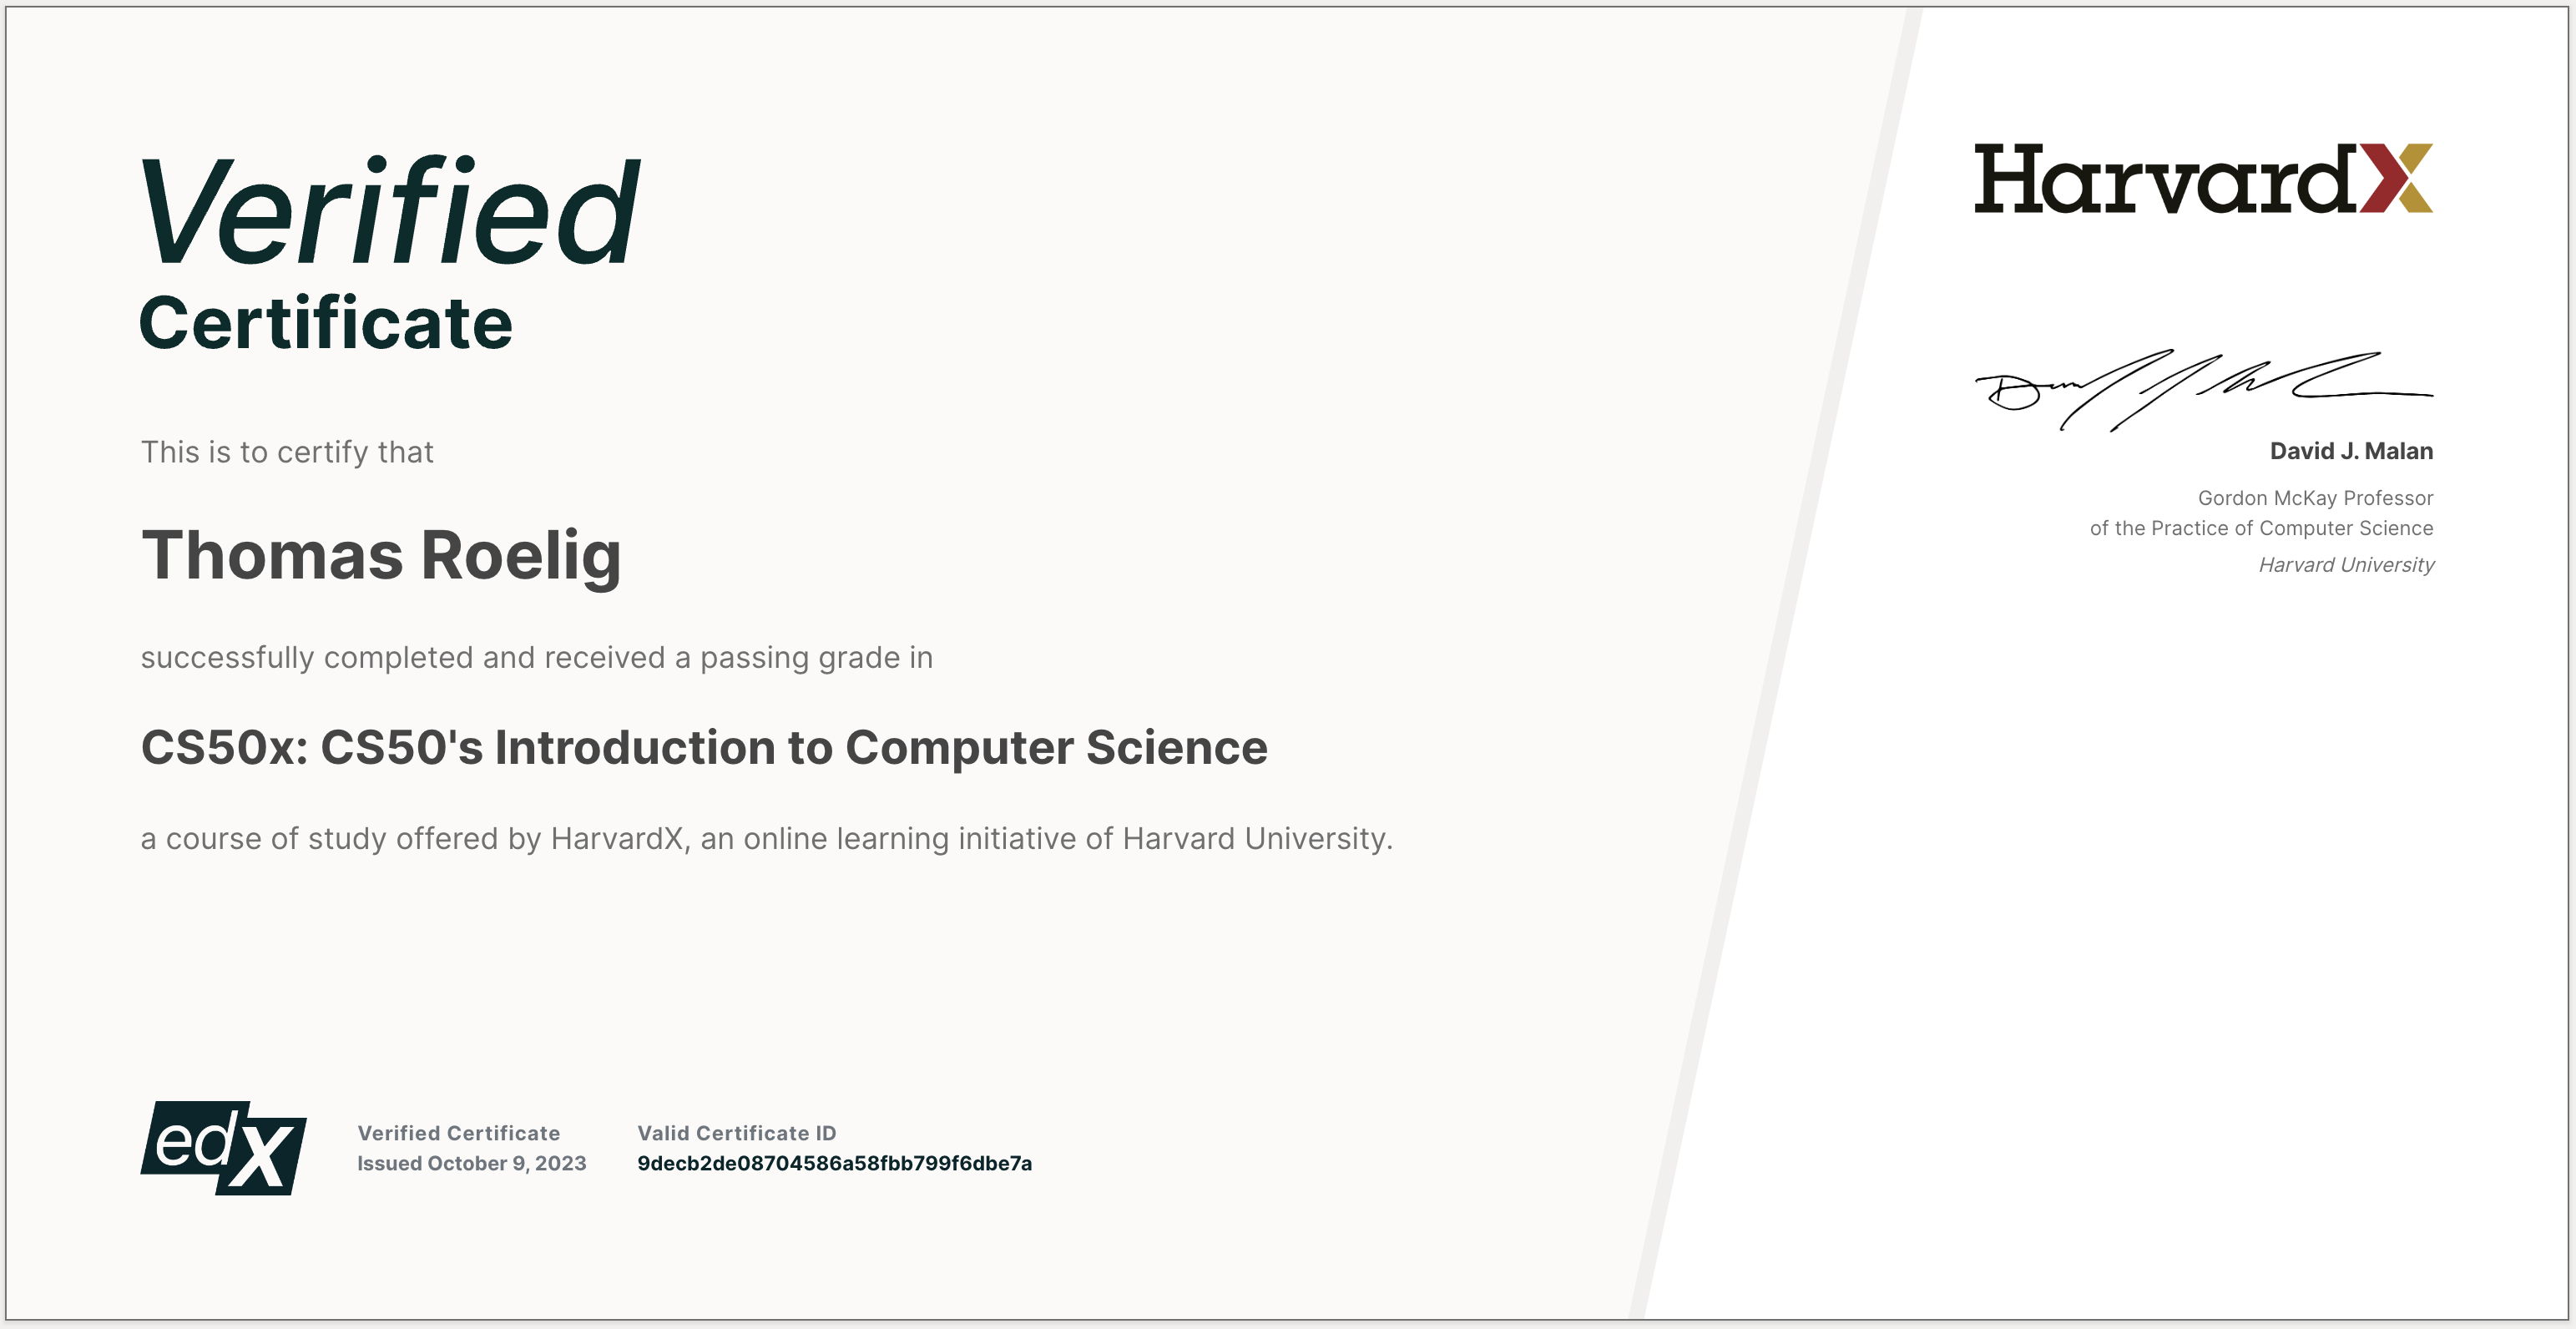 Verified
Certificate
This is to certify that
Thomas Roelig
successfully completed and received a passing grade in
CS50x: CS50's Introduction to Computer Science
a course of study offered by HarvardX, an online learning initiative of Harvard University.
edX
Verified Certificate
Issued October 9, 2023
Valid Certificate ID
9decb2de08704586a58fbb799f6dbe7a
HarvardX
David J. Malan
Gordon McKay Professor
of the Practice of Computer Science
Harvard University